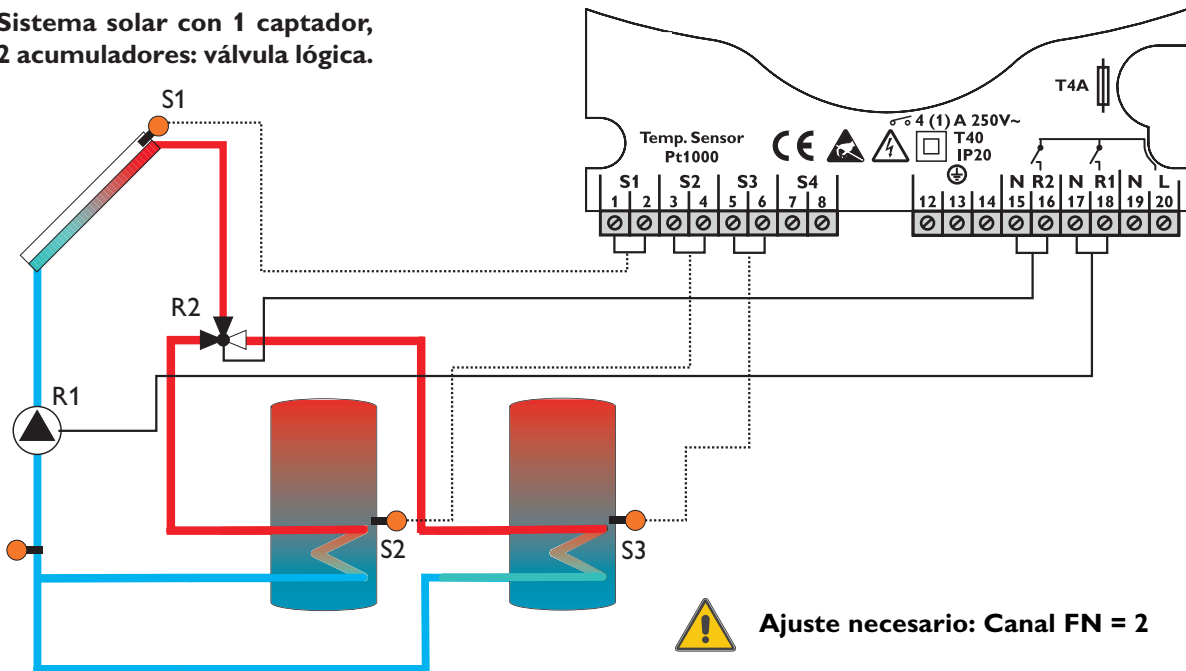 Sistema solar con 1 captador,
2 acumuladores: válvula lógica.
S1
R2
R1
S2
S3
T4A
4 (1) A 250V~
Temp. Sensor
Pt1000
CE
T40
IP20
S1 S2 S3 S4
N R2 N R1 N L
1 2 3 4 5 6 7 8
12 13 14 15 16 17 18 19 20
Ajuste necesario: Canal FN = 2